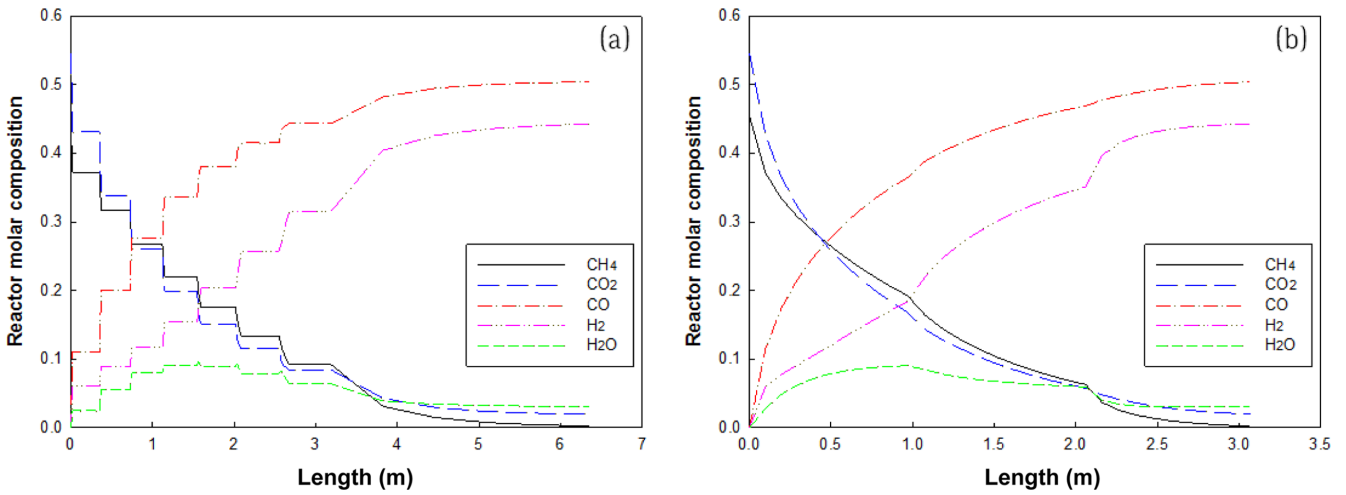 (a)
Reactor molar composition
0.6
0.5
0.4
0.3
0.2
0.1
0.0
0 1 2 3 4 5 6 7
Length (m)
CH4
CO2
CO
H2
H2O
(b)
Reactor molar composition
0.6
0.5
0.4
0.3
0.2
0.1
0.0
0.0 0.5 1.0 1.5 2.0 2.5 3.0 3.5
Length (m)
CH4
CO2
CO
H2
H2O